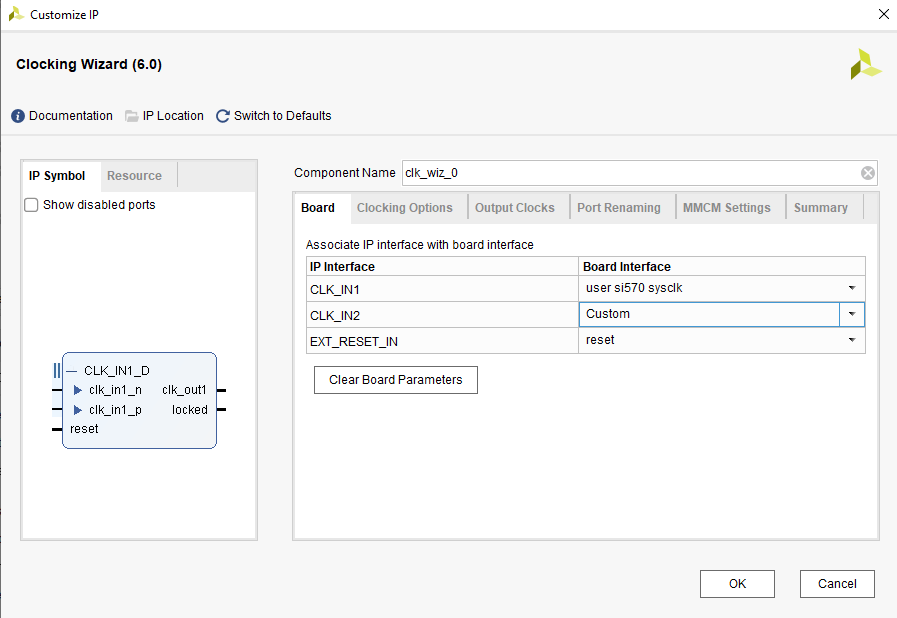 Customize IP
Clocking Wizard (6.0)
Documentation IP Location Switch to Defaults
IP Symbol Resource
Show disabled ports
CLK_IN1_D
clk_in1_n clk_out1
clk_in1_p locked
reset
Component Name clk_wiz_0
Board Clocking Options Output Clocks Port Renaming MMCM Settings Summary
Associate IP interface with board interface
IP Interface Board Interface
CLK_IN1 user si570 sysclk
CLK_IN2 Custom
EXT_RESET_IN reset
Clear Board Parameters
OK Cancel